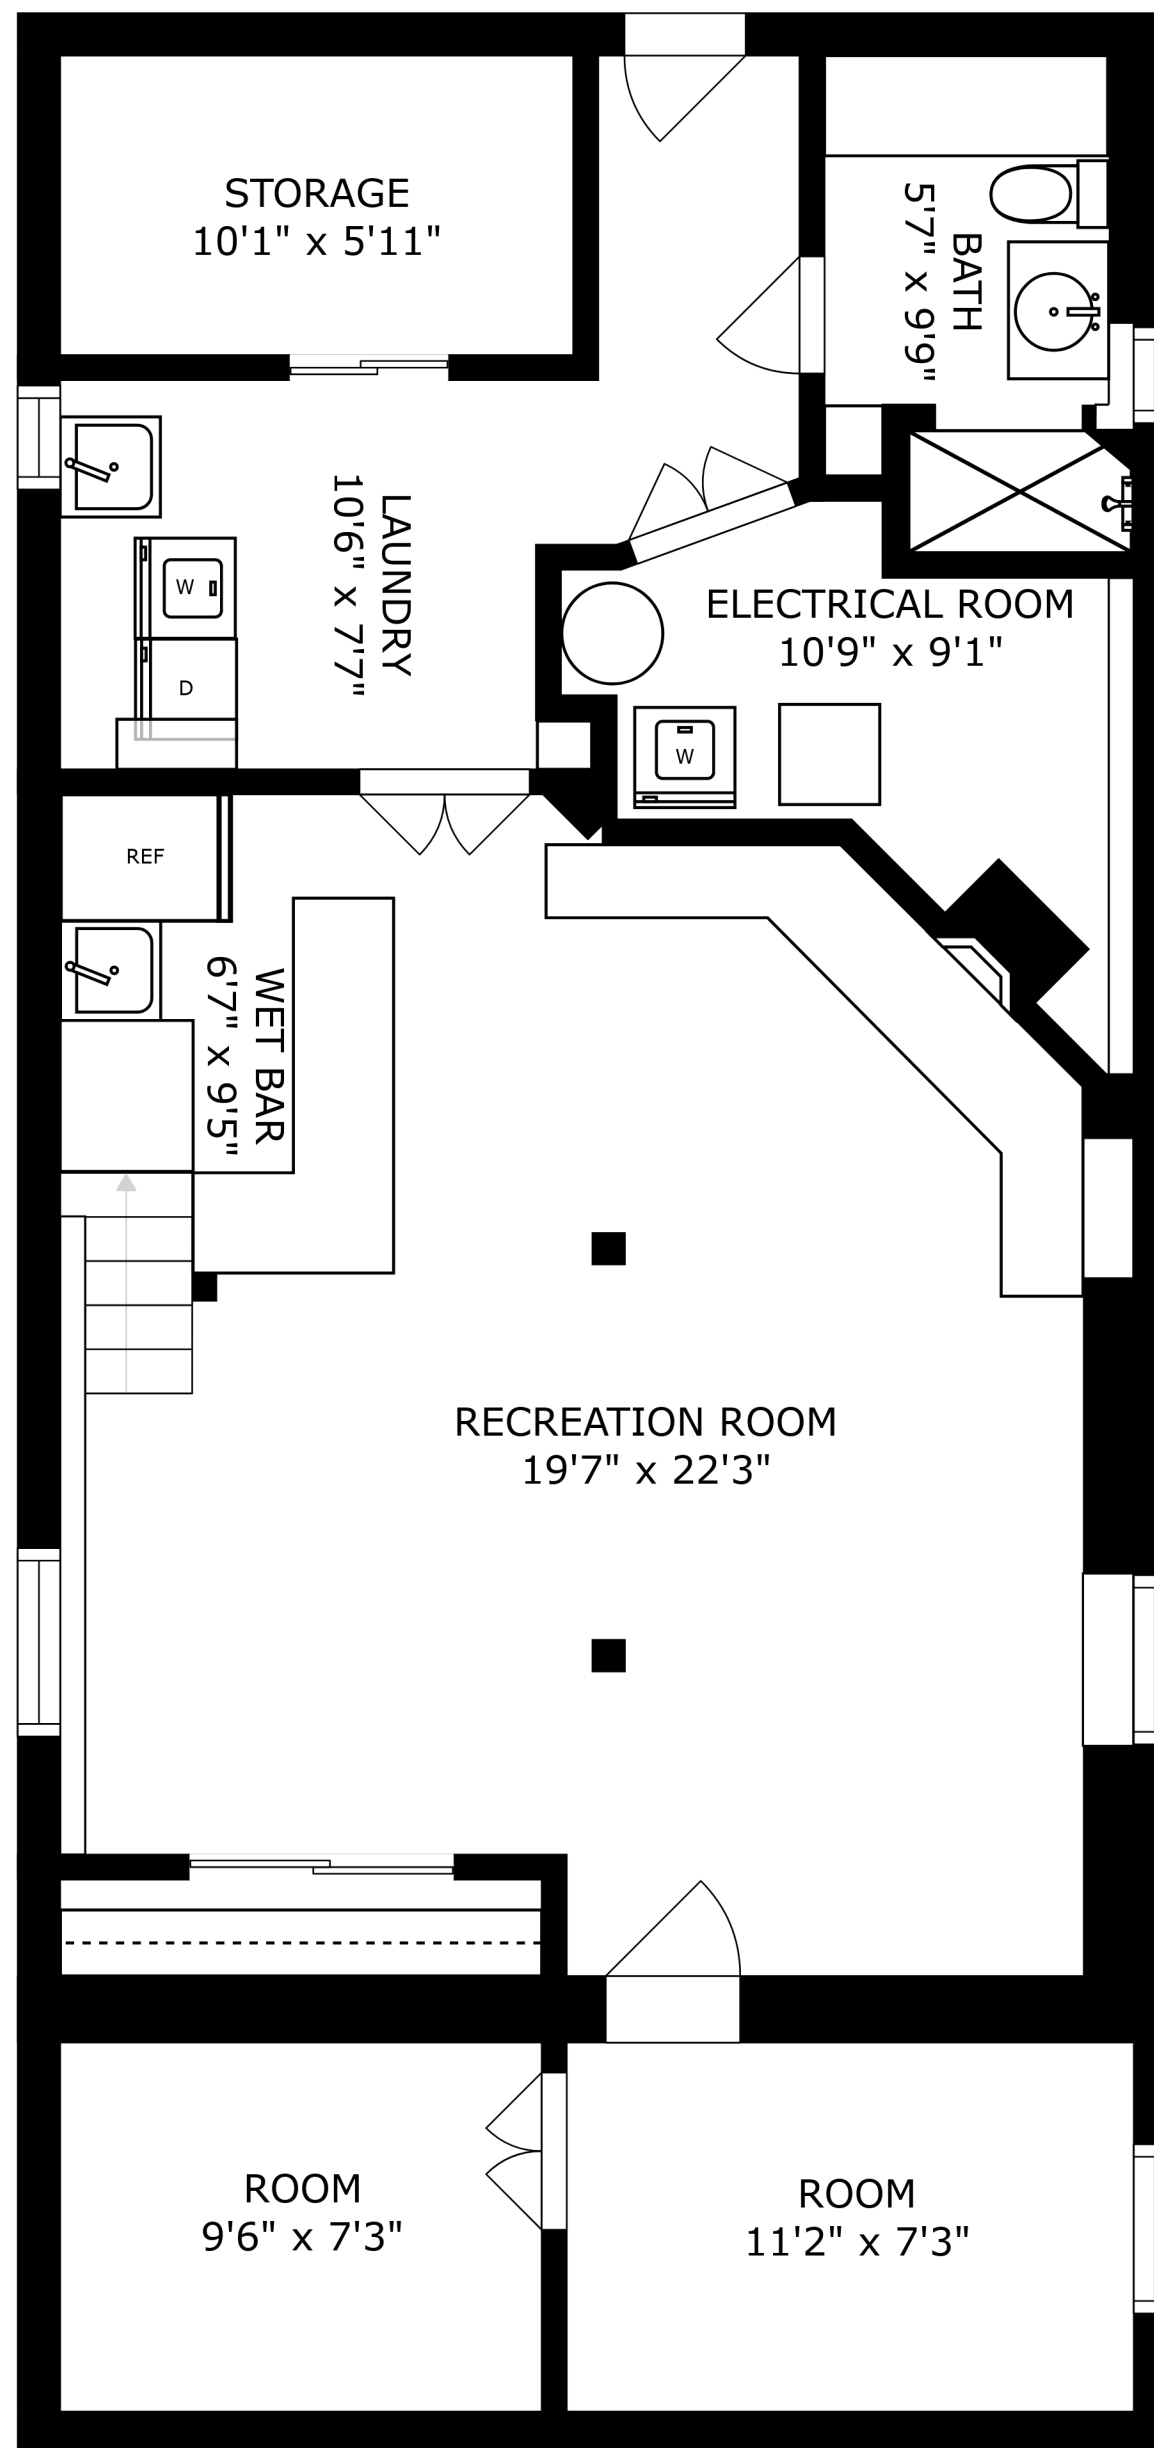 STORAGE
10'1" x 5'11"
BATH
5'7" x 9'9"
LAUNDRY
10'6" x 7'7"
W
D
ELECTRICAL ROOM
10'9" x 9'1"
W
REF
WET BAR
6'7" x 9'5"
RECREATION ROOM
19'7" x 22'3"
ROOM
9'6" x 7'3"
ROOM
11'2" x 7'3"